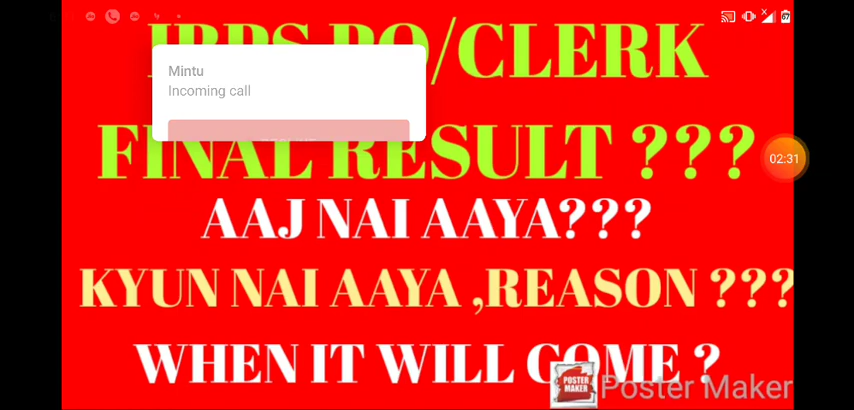 IBPS PO/CLERK
Mintu
Incoming call
FINAL RESULT ???
02:31
AAJ NAI AAYA???
KYUN NAI AAYA ,REASON ???
WHEN IT WILL COME ?
POSTER MAKER
Poster Maker